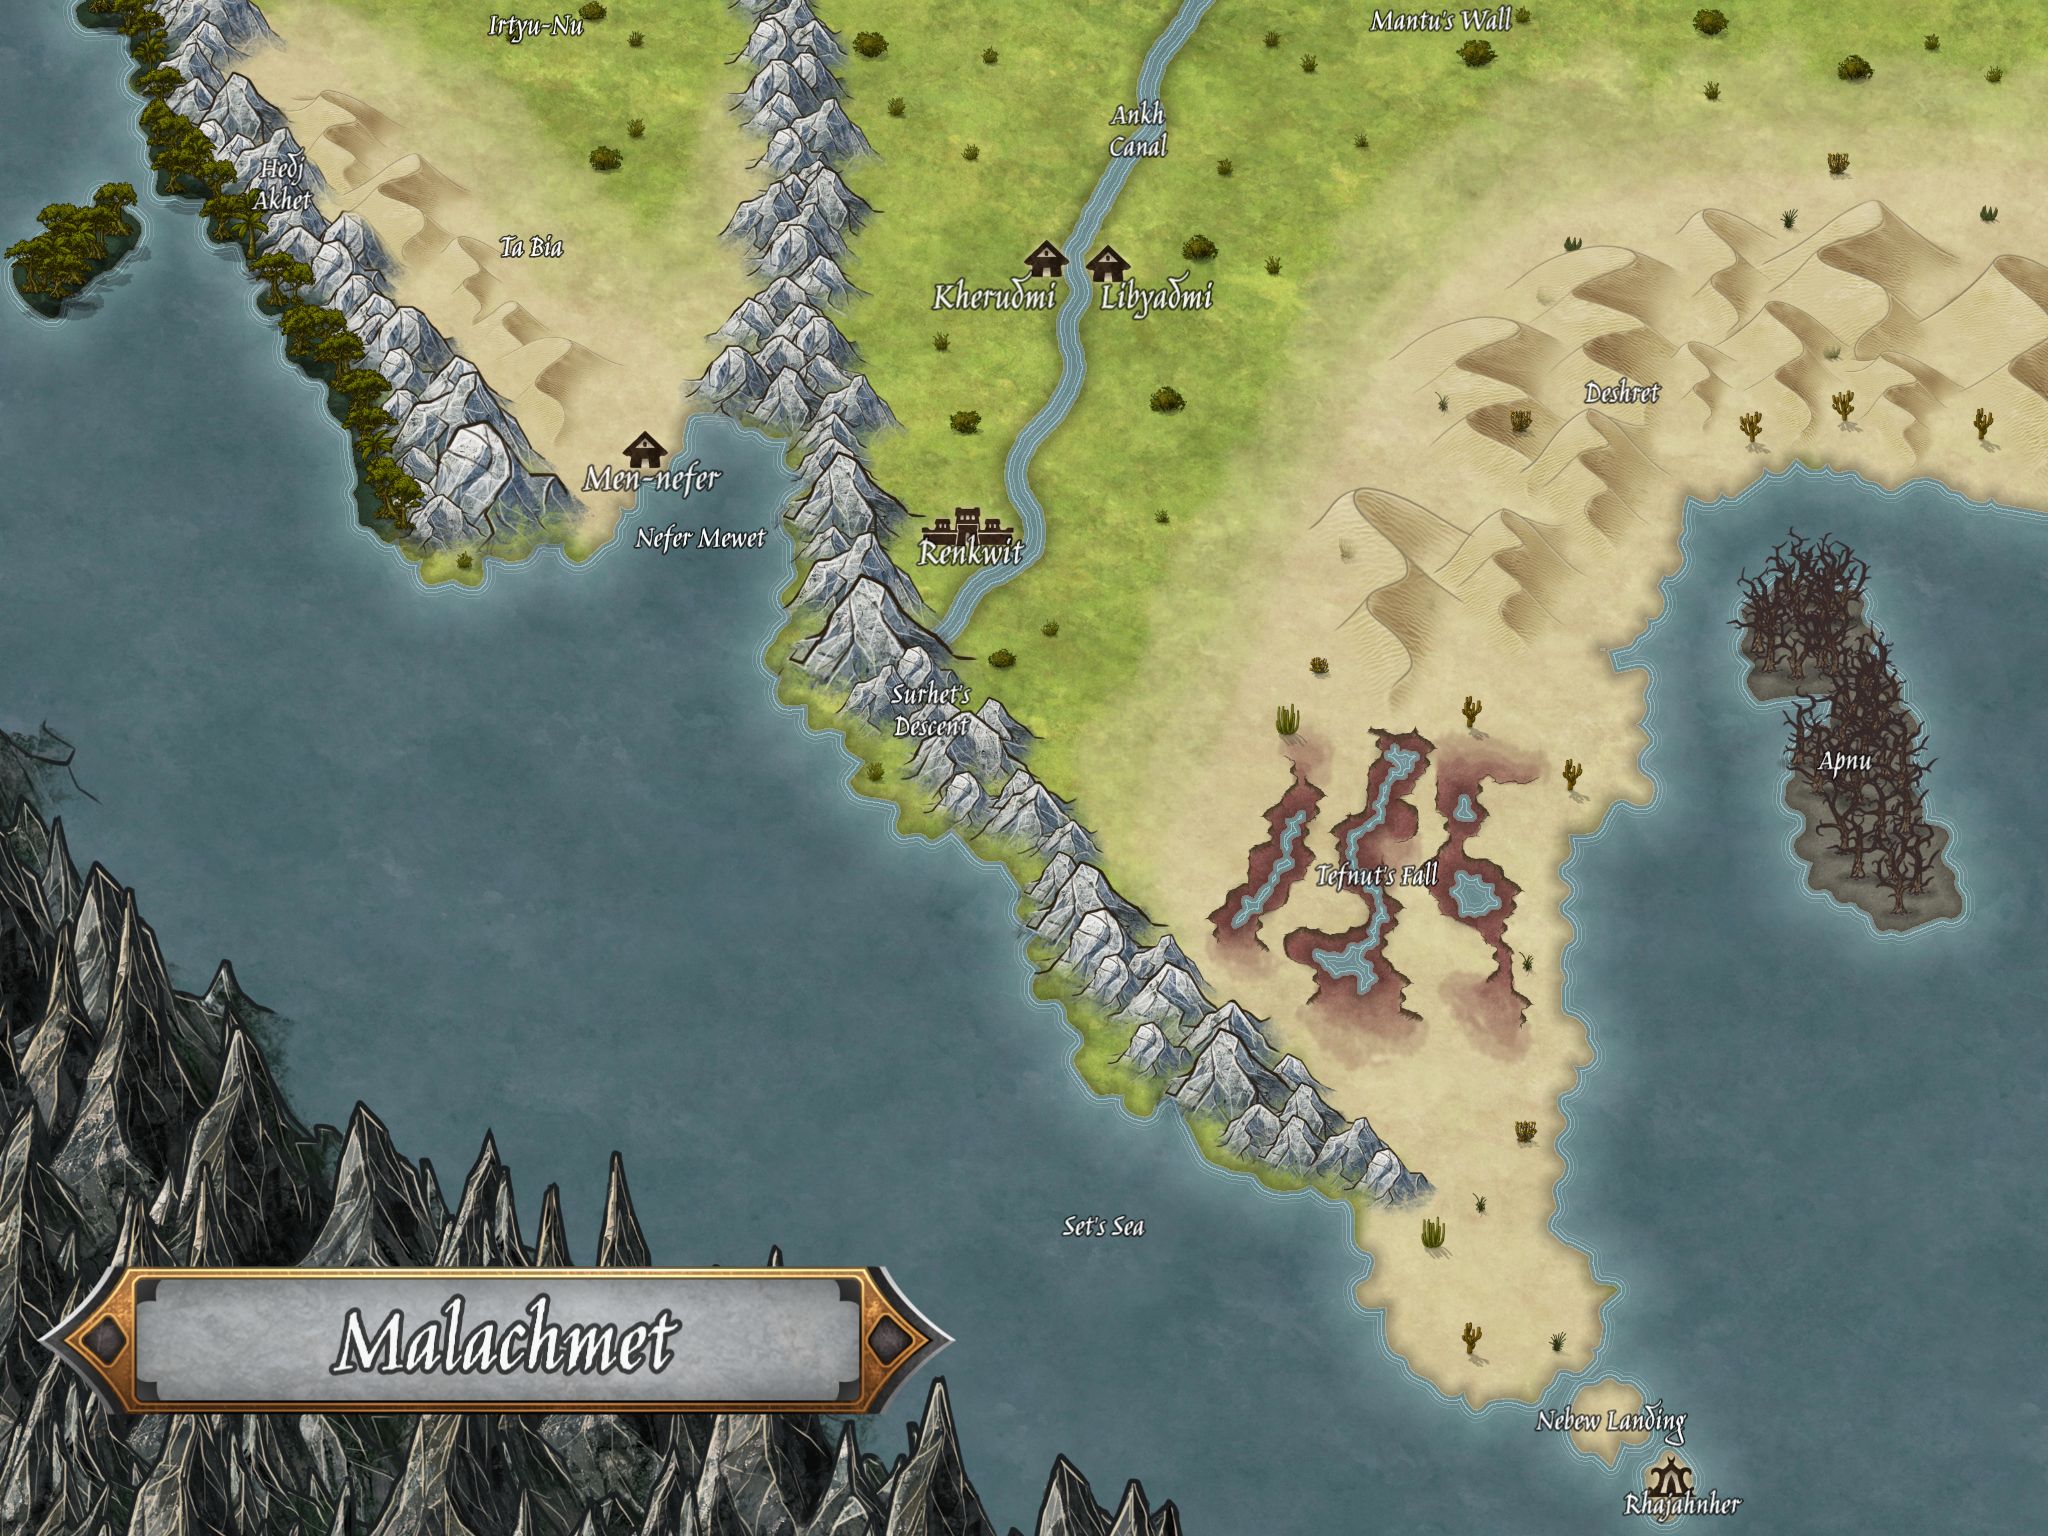 Irtyu-Nu
Mantu's Wall
Ankh
Canal
Hedj
Akhet
Ta Bia
Kherudmi
Libyadmi
Deshret
Men-nefer
Nefer Mewet
Renkwit
Surhet's
Descent
Apnu
Tefnut's Fall
Set's Sea
Malachmet
Nebew Landing
Rhajahnher